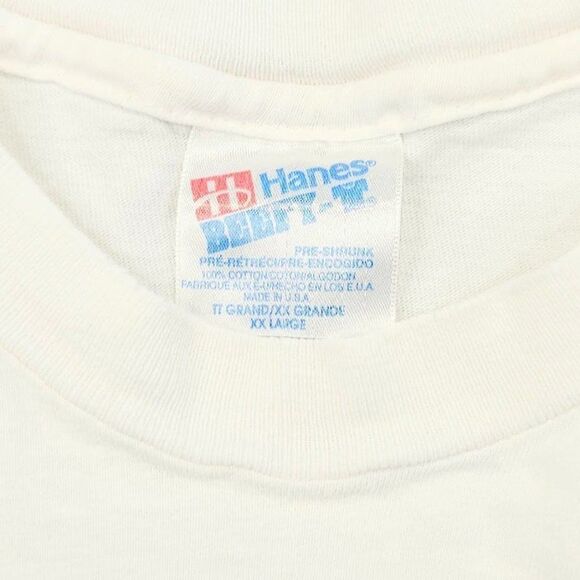 H Hanes®
BEEFY-T®
PRE-SHRUNK
PRÉ-RÉTRÉCI/PRE-ENCOGIDO
100% COTTON/COTON/ALGODON
FABRIQUE AUX É-U/HECHO EN LOS E.U.A.
MADE IN U.S.A
TT GRAND/XX GRANDE
XX LARGE